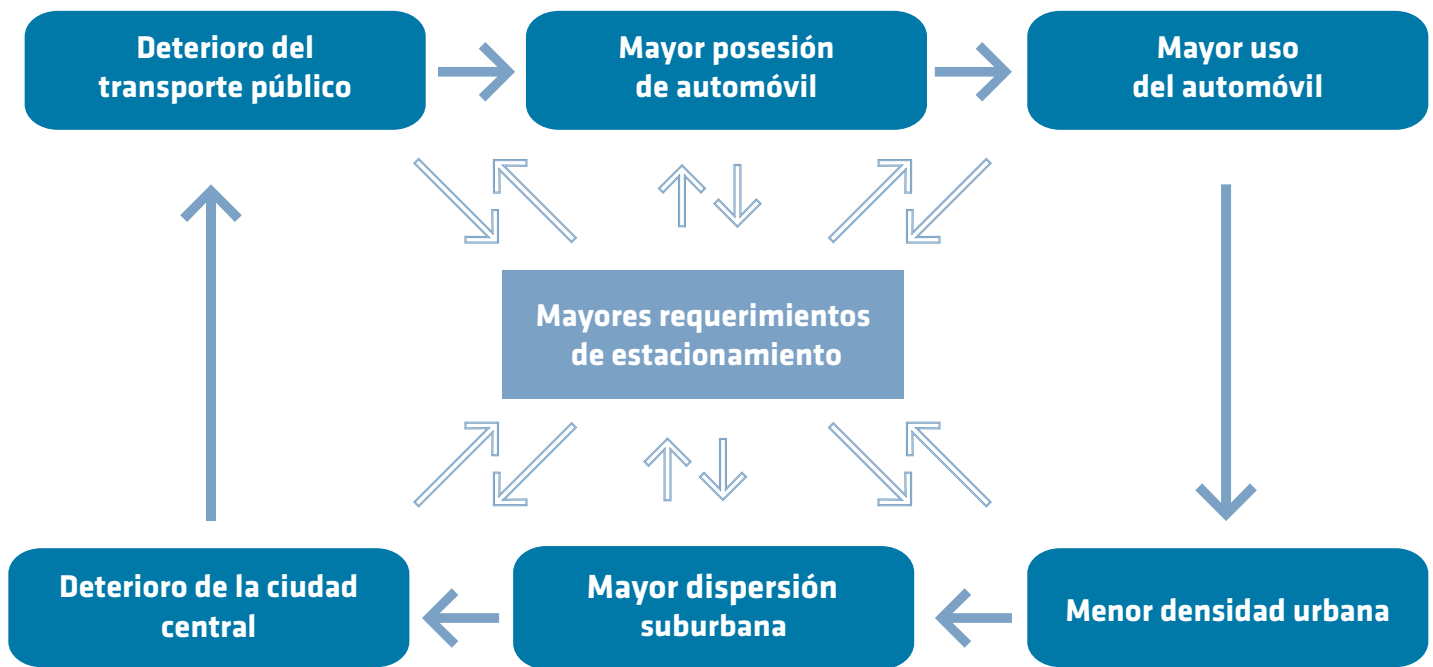 Deterioro del
transporte público
Mayor posesión
de automóvil
Mayor uso
del automóvil
Mayores requerimientos
de estacionamiento
Deterioro de la ciudad
central
Mayor dispersión
suburbana
Menor densidad urbana